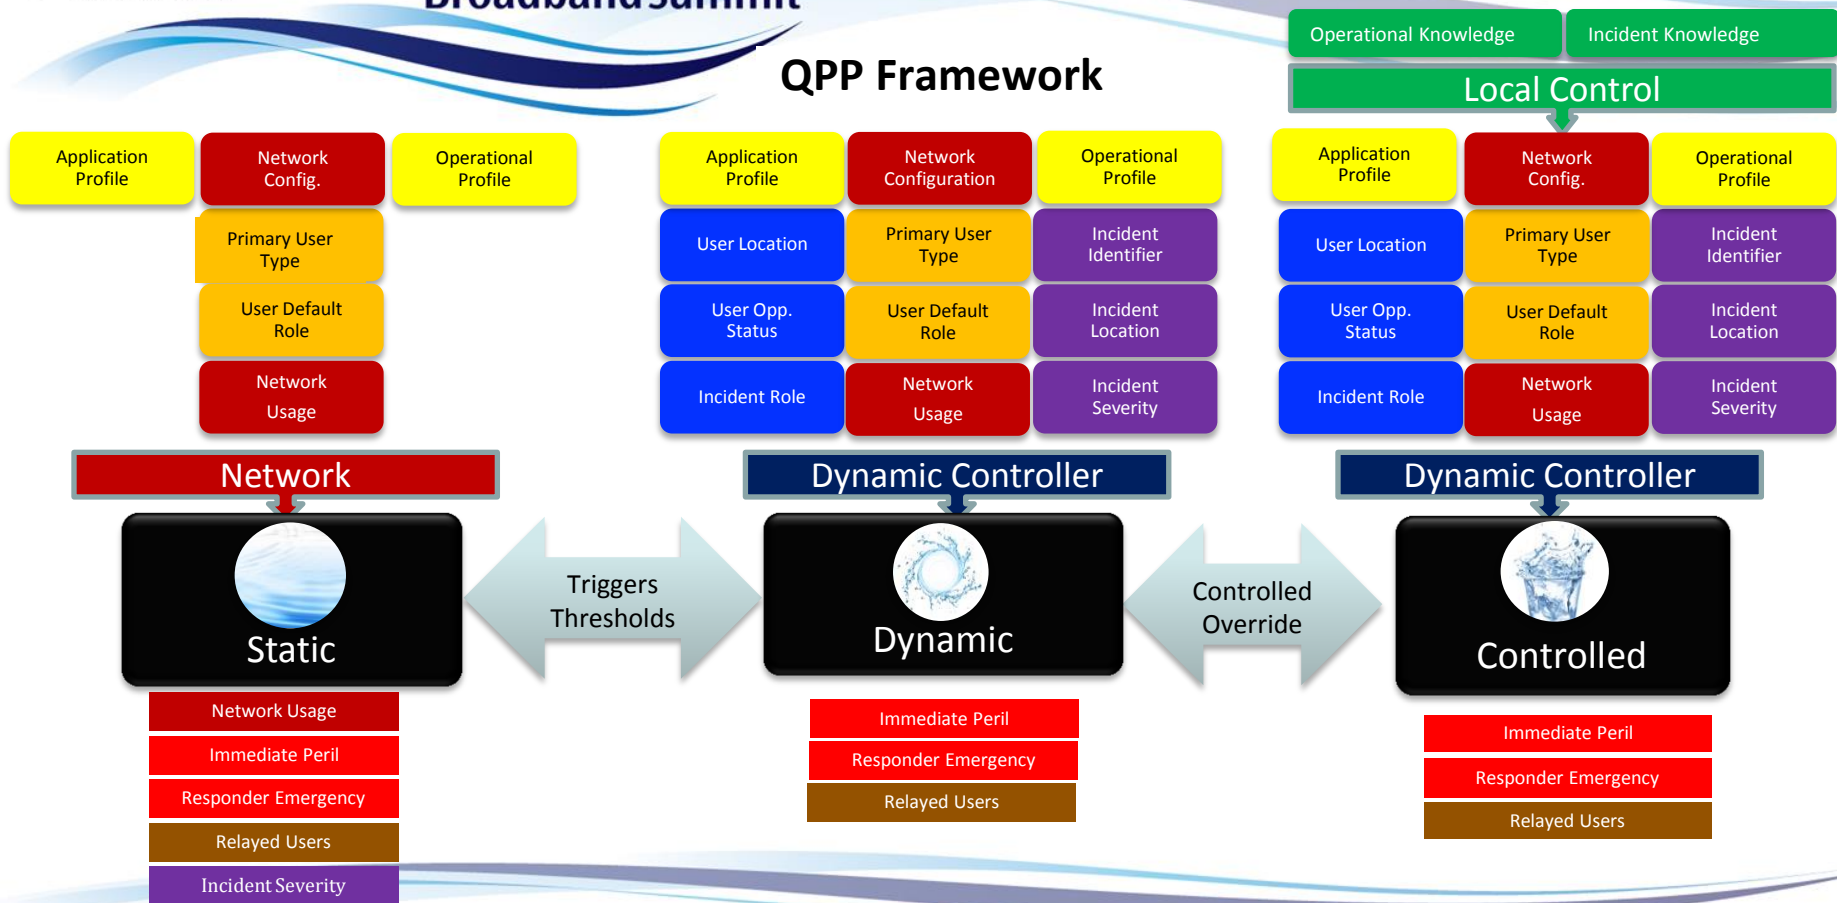 Broadband Summit
QPP Framework
Operational Knowledge
Incident Knowledge
Local Control
Application
Profile
Network
Config.
Operational
Profile
Primary User
Type
User Default
Role
Network
Usage
Network
Static
Network Usage
Immediate Peril
Responder Emergency
Relayed Users
Incident Severity
Triggers
Thresholds
Application
Profile
Network
Configuration
Operational
Profile
User Location
Primary User
Type
Incident
Identifier
User Opp.
Status
User Default
Role
Incident
Location
Incident Role
Network
Usage
Incident
Severity
Dynamic Controller
Dynamic
Immediate Peril
Responder Emergency
Relayed Users
Controlled
Override
Application
Profile
Network
Config.
Operational
Profile
User Location
Primary User
Type
Incident
Identifier
User Opp.
Status
User Default
Role
Incident
Location
Incident Role
Network
Usage
Incident
Severity
Dynamic Controller
Controlled
Immediate Peril
Responder Emergency
Relayed Users